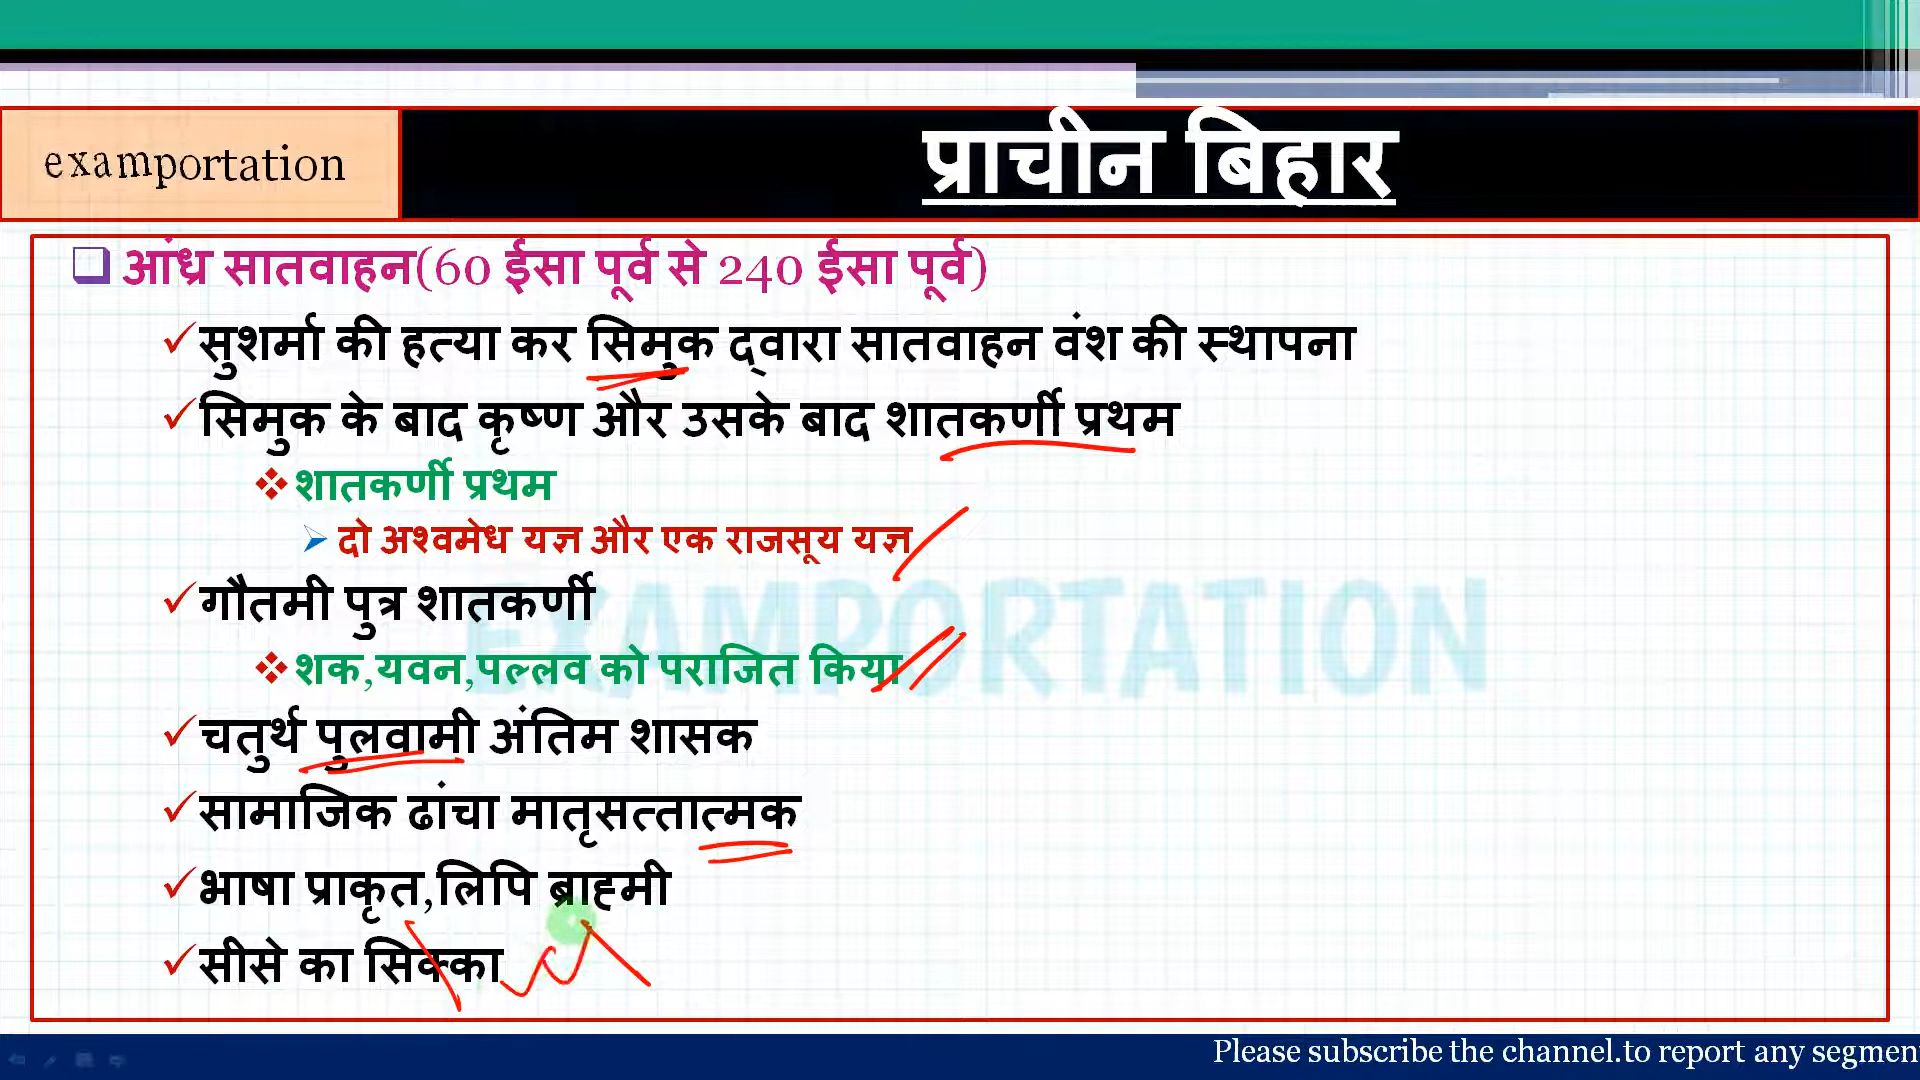 examportation
प्राचीन बिहार
आंध्र सातवाहन(60 ईसा पूर्व से 240 ईसा पूर्व)
सुशर्मा की हत्या कर सिमुक द्वारा सातवाहन वंश की स्थापना
सिमुक के बाद कृष्ण और उसके बाद शातकर्णी प्रथम
शातकर्णी प्रथम
दो अश्वमेध यज्ञ और एक राजसूय यज्ञ
गौतमी पुत्र शातकर्णी
EXAMPORTATION
शक,यवन,पल्लव को पराजित किया
चतुर्थ पुलवामी अंतिम शासक
सामाजिक ढांचा मातृसत्तात्मक
भाषा प्राकृत,लिपि ब्राह्मी
सीसे का सिक्का
Please subscribe the channel.to report any segmen